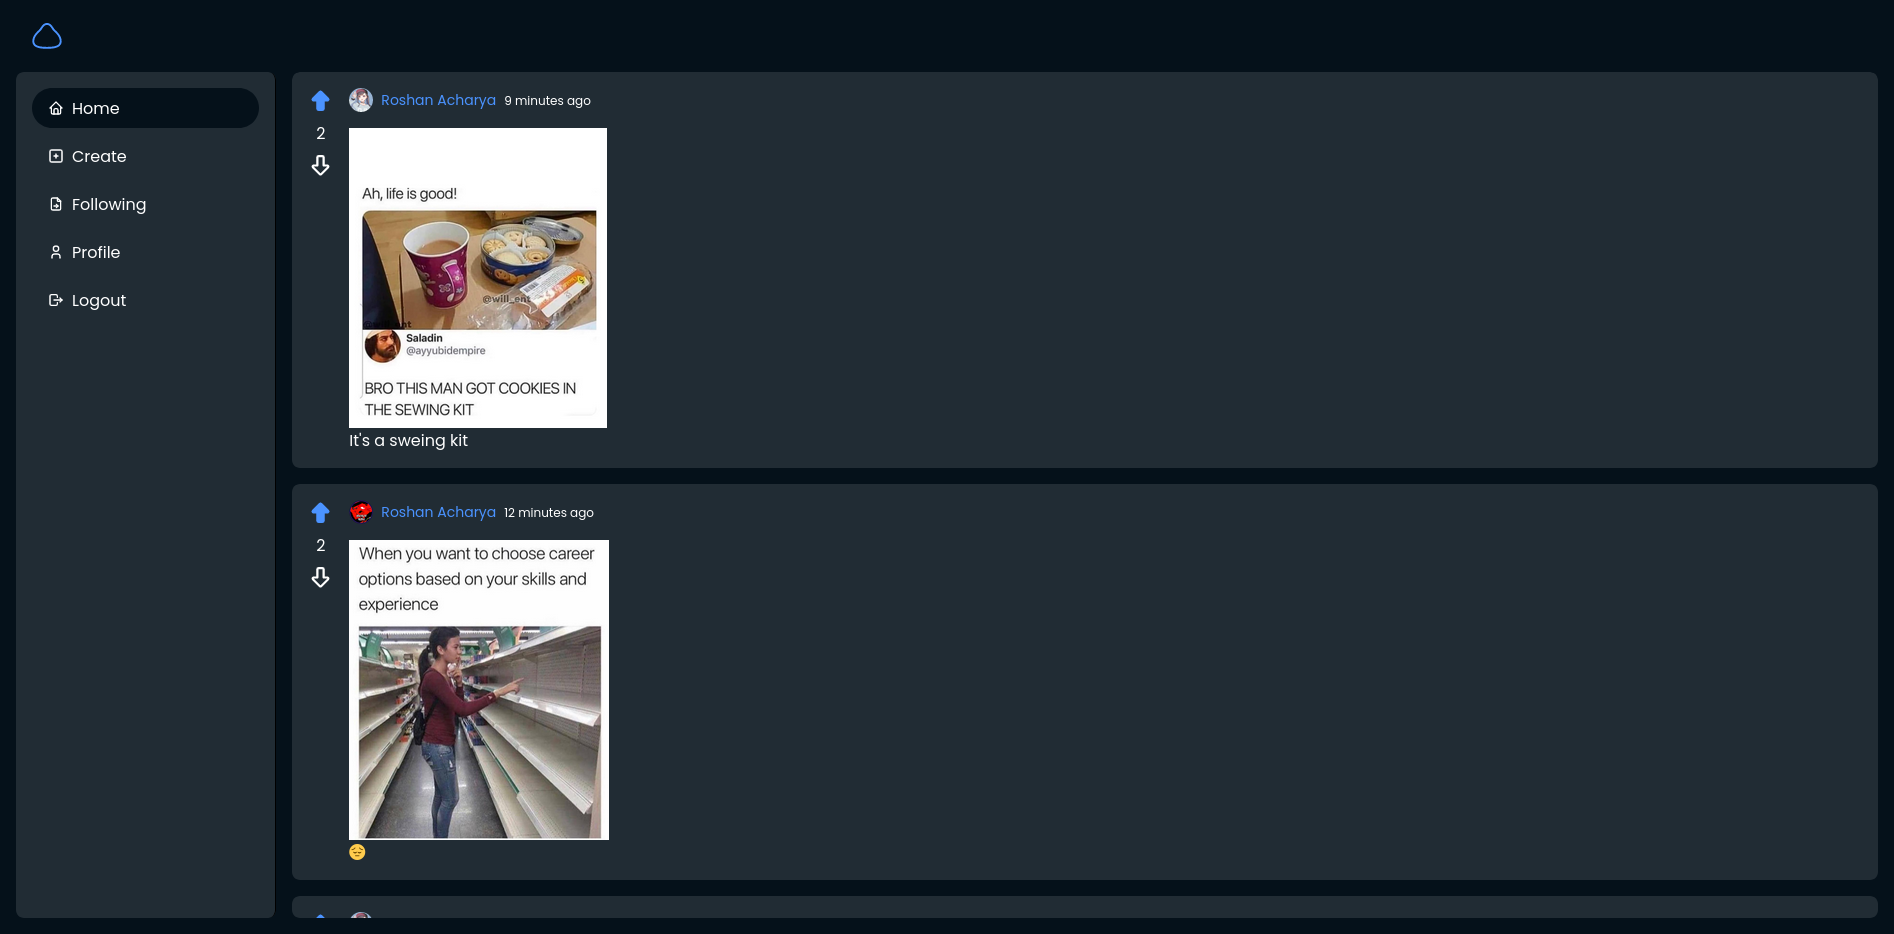 Home
Create
Following
Profile
Logout
Roshan Acharya 9 minutes ago
2
Ah, life is good!
@will_ent
Saladin
@ayyubidempire
BRO THIS MAN GOT COOKIES IN
THE SEWING KIT
It's a sweing kit
Roshan Acharya 12 minutes ago
2
When you want to choose career
options based on your skills and
experience